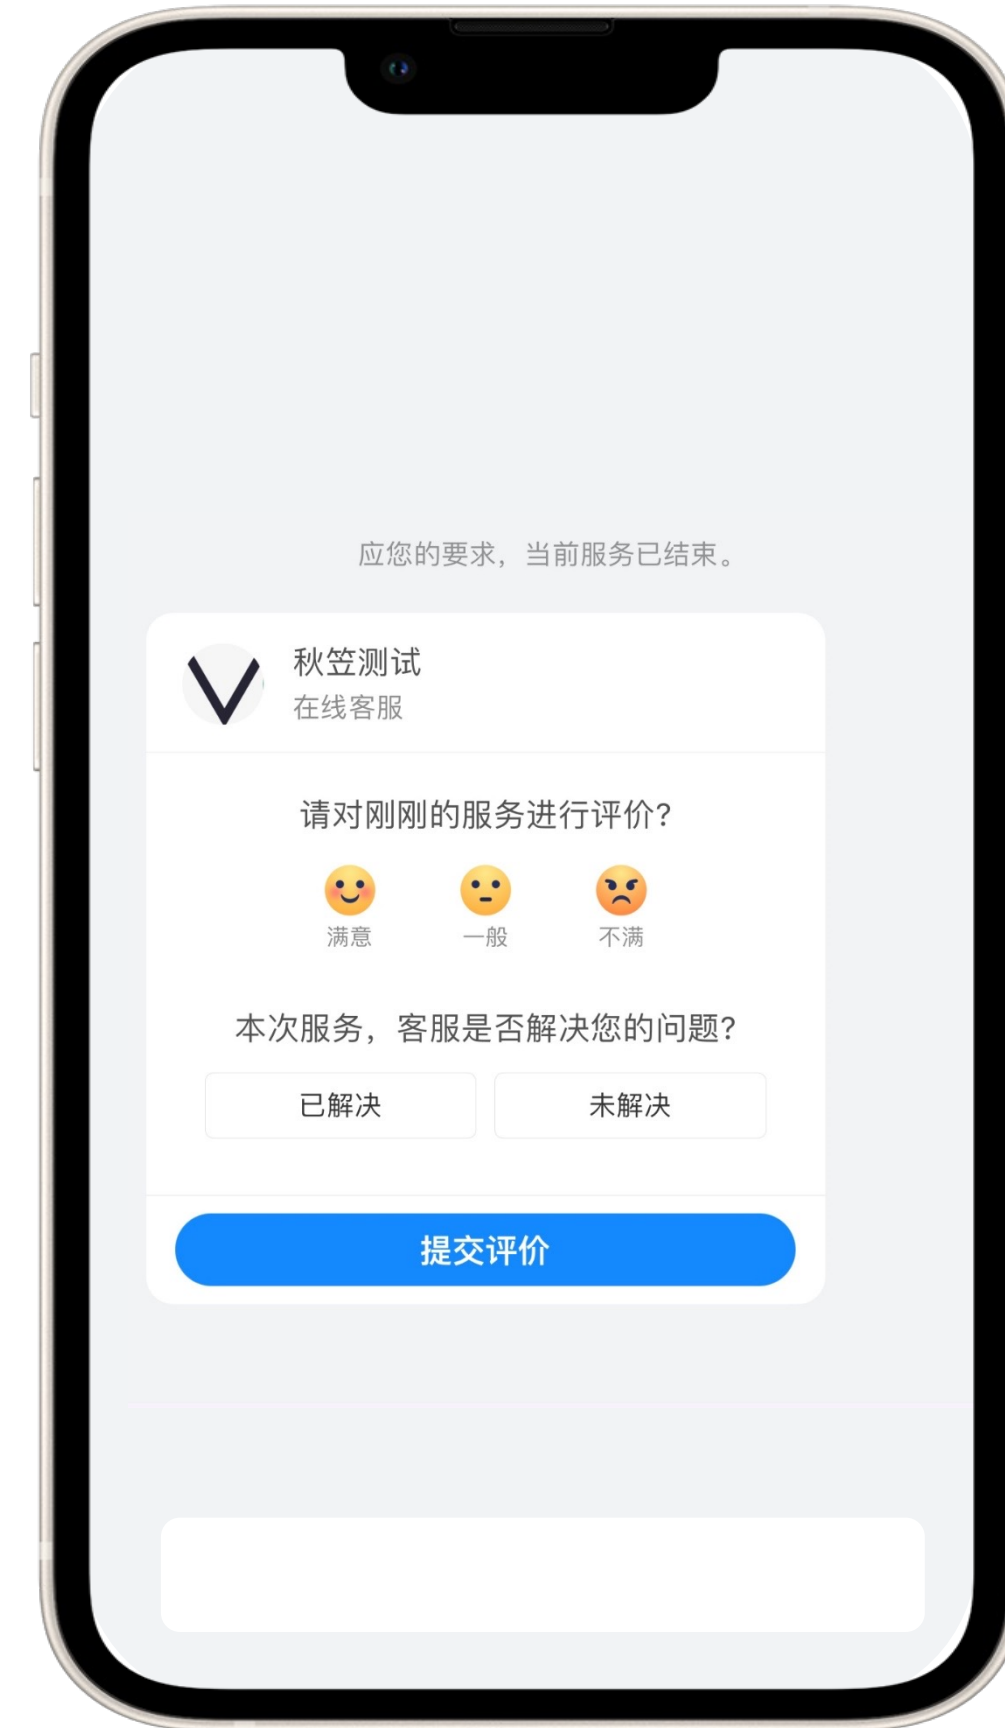 应您的要求，当前服务已结束。
秋笠测试
在线客服
请对刚刚的服务进行评价?
满意 一般 不满
本次服务，客服是否解决您的问题?
已解决 未解决
提交评价